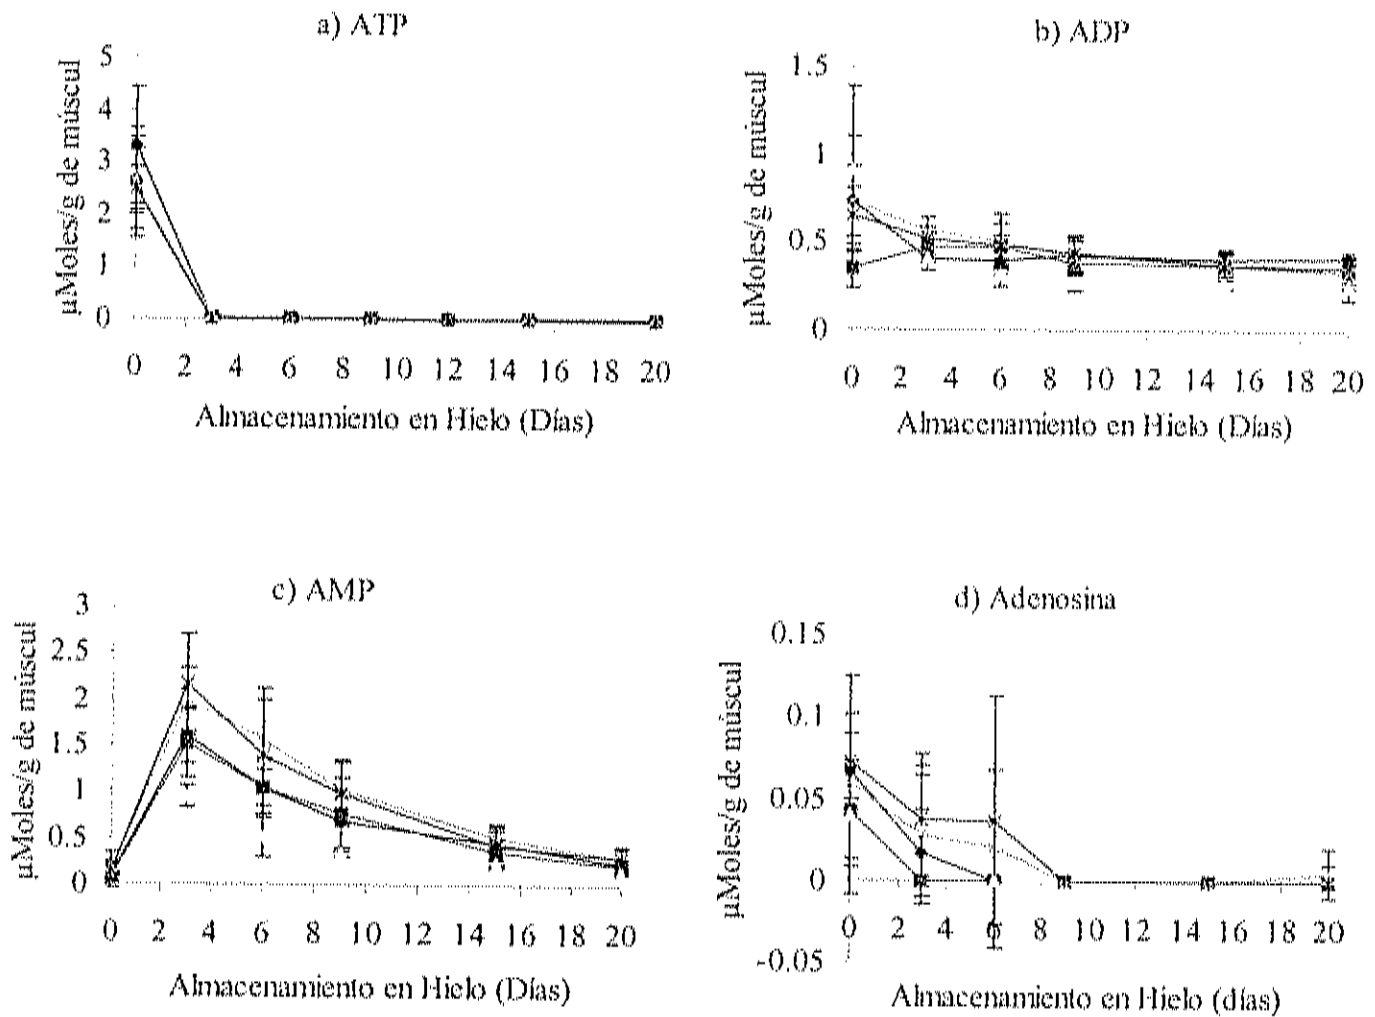 a) ATP
5
4
3
2
1
0
µMoles/g de múscul
0 2 4 6 8 10 12 14 16 18 20
Almacenamiento en Hielo (Días)
b) ADP
1.5
1
0.5
0
µMoles/g de múscul
0 2 4 6 8 10 12 14 16 18 20
Almacenamiento en Hielo (Días)
c) AMP
3
2.5
2
1.5
1
0.5
0
µMoles/g de múscul
0 2 4 6 8 10 12 14 16 18 20
Almacenamiento en Hielo (Días)
d) Adenosina
0.15
0.1
0.05
0
-0.05
µMoles/g de múscul
0 2 4 6 8 10 12 14 16 18 20
Almacenamiento en Hielo (días)